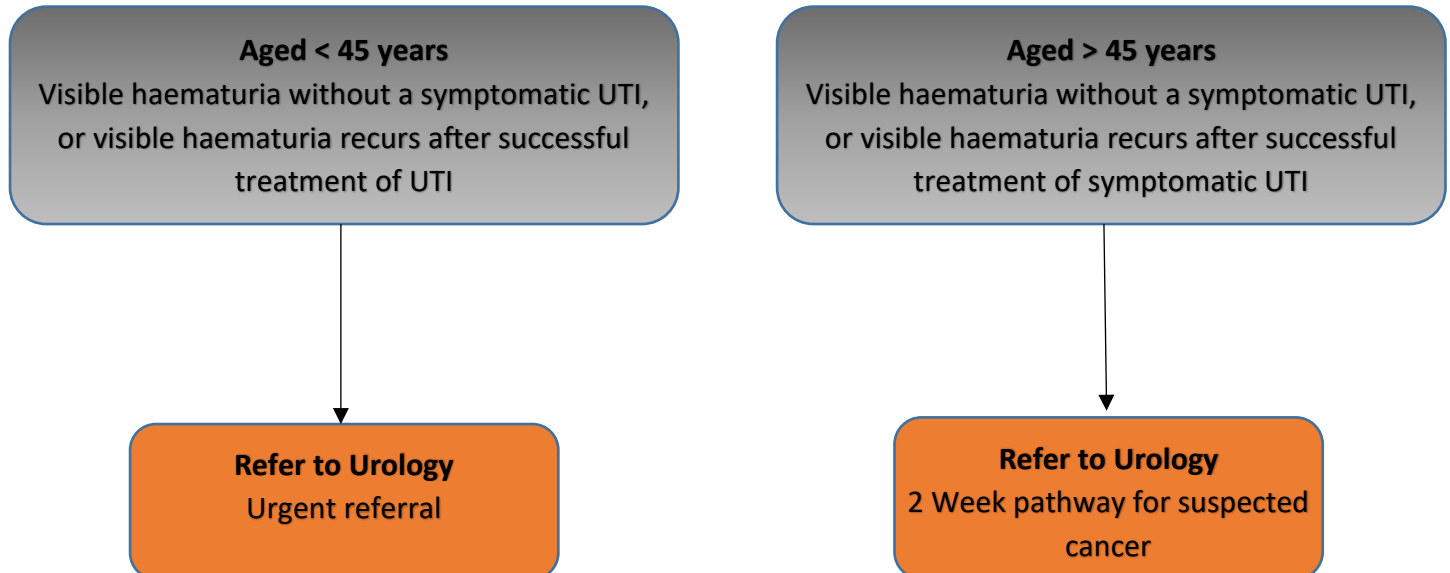 Aged < 45 years
Visible haematuria without a symptomatic UTI,
or visible haematuria recurs after successful
treatment of UTI
Aged > 45 years
Visible haematuria without a symptomatic UTI,
or visible haematuria recurs after successful
treatment of symptomatic UTI
Refer to Urology
Urgent referral
Refer to Urology
2 Week pathway for suspected
cancer